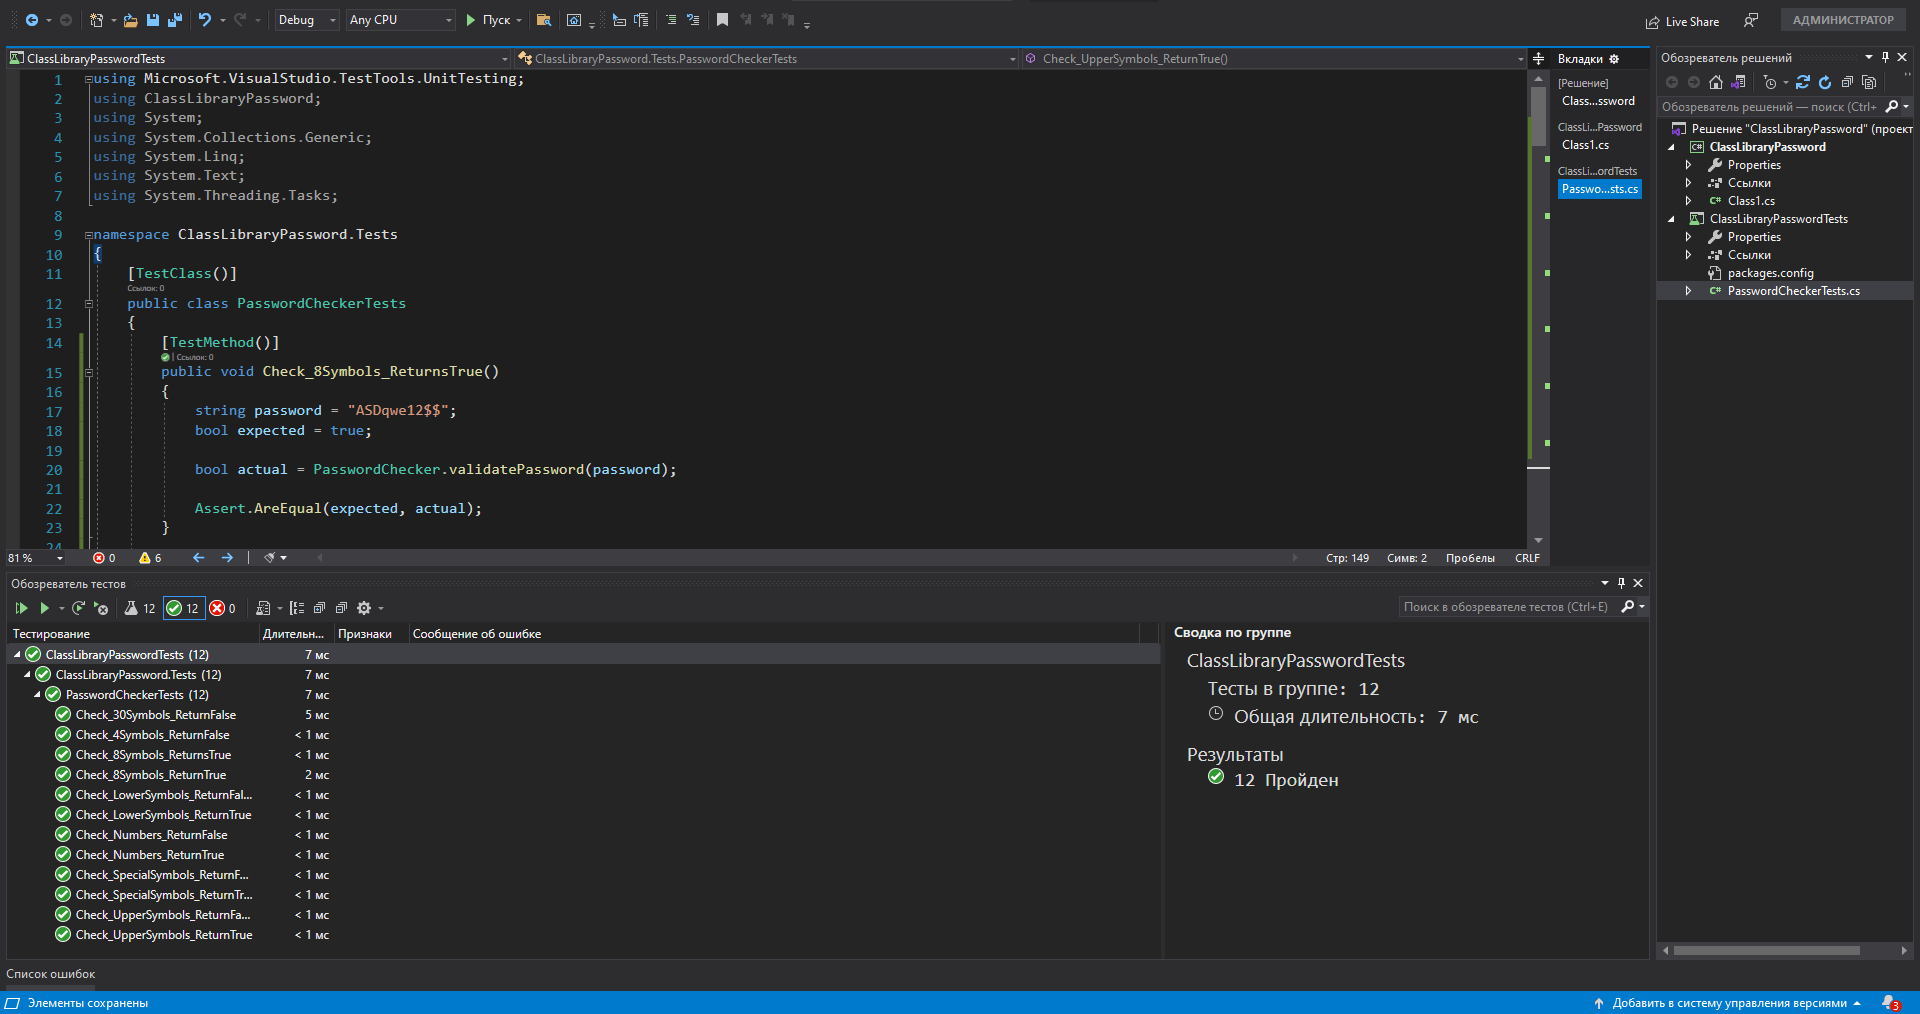 Debug
Any CPU
Пуск
Live Share
АДМИНИСТРАТОР
ClassLibraryPasswordTests
ClassLibraryPassword.Tests.PasswordCheckerTests
Check_UpperSymbols_ReturnTrue()
1 using Microsoft.VisualStudio.TestTools.UnitTesting;
2 using ClassLibraryPassword;
3 using System;
4 using System.Collections.Generic;
5 using System.Linq;
6 using System.Text;
7 using System.Threading.Tasks;
8
9 namespace ClassLibraryPassword.Tests
10 {
11 [TestClass()]
Ссылок: 0
12 public class PasswordCheckerTests
13 {
14 [TestMethod()]
| Ссылок: 0
15 public void Check_8Symbols_ReturnsTrue()
16 {
17 string password = "ASDqwe12$$";
18 bool expected = true;
19
20 bool actual = PasswordChecker.validatePassword(password);
21
22 Assert.AreEqual(expected, actual);
23 }
24
81 %
0
6
Стр: 149
Симв: 2
Пробелы
CRLF
Вкладки
[Решение]
Class...ssword
ClassLi...Password
Class1.cs
ClassLi...ordTests
Passwo...sts.cs
Обозреватель решений
Обозреватель решений — поиск (Ctrl+
Решение "ClassLibraryPassword" (проект
ClassLibraryPassword
Properties
Ссылки
Class1.cs
ClassLibraryPasswordTests
Properties
Ссылки
packages.config
PasswordCheckerTests.cs
Обозреватель тестов
12
12
0
Поиск в обозревателе тестов (Ctrl+E)
Тестирование Длительн... Признаки Сообщение об ошибке
ClassLibraryPasswordTests (12) 7 мс
ClassLibraryPassword.Tests (12) 7 мс
PasswordCheckerTests (12) 7 мс
Check_30Symbols_ReturnFalse 5 мс
Check_4Symbols_ReturnFalse < 1 мс
Check_8Symbols_ReturnsTrue < 1 мс
Check_8Symbols_ReturnTrue 2 мс
Check_LowerSymbols_ReturnFal... < 1 мс
Check_LowerSymbols_ReturnTrue < 1 мс
Check_Numbers_ReturnFalse < 1 мс
Check_Numbers_ReturnTrue < 1 мс
Check_SpecialSymbols_ReturnF... < 1 мс
Check_SpecialSymbols_ReturnTr... < 1 мс
Check_UpperSymbols_ReturnFa... < 1 мс
Check_UpperSymbols_ReturnTrue < 1 мс
Сводка по группе
ClassLibraryPasswordTests
Тесты в группе: 12
Общая длительность: 7 мс
Результаты
12 Пройден
Список ошибок
Элементы сохранены
Добавить в систему управления версиями
3